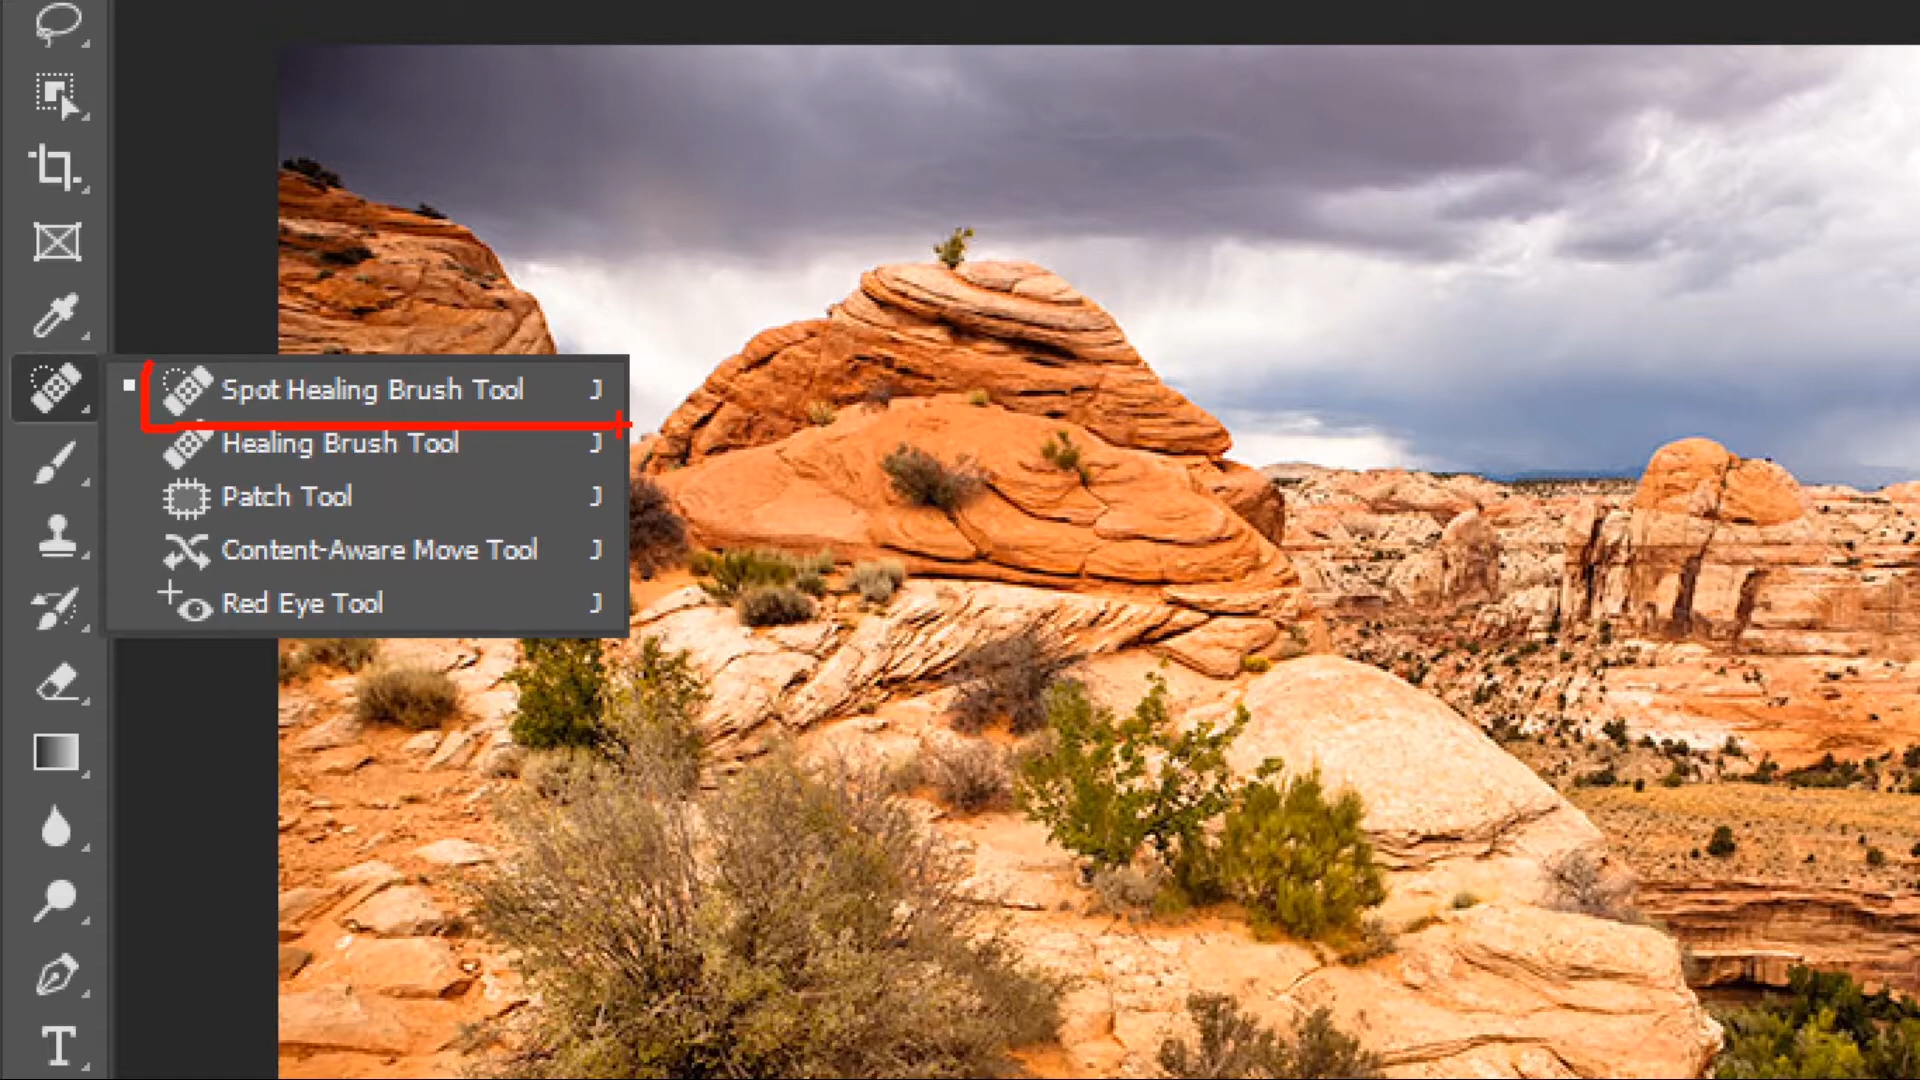 Spot Healing Brush Tool J
Healing Brush Tool J
Patch Tool J
Content-Aware Move Tool J
Red Eye Tool J
T